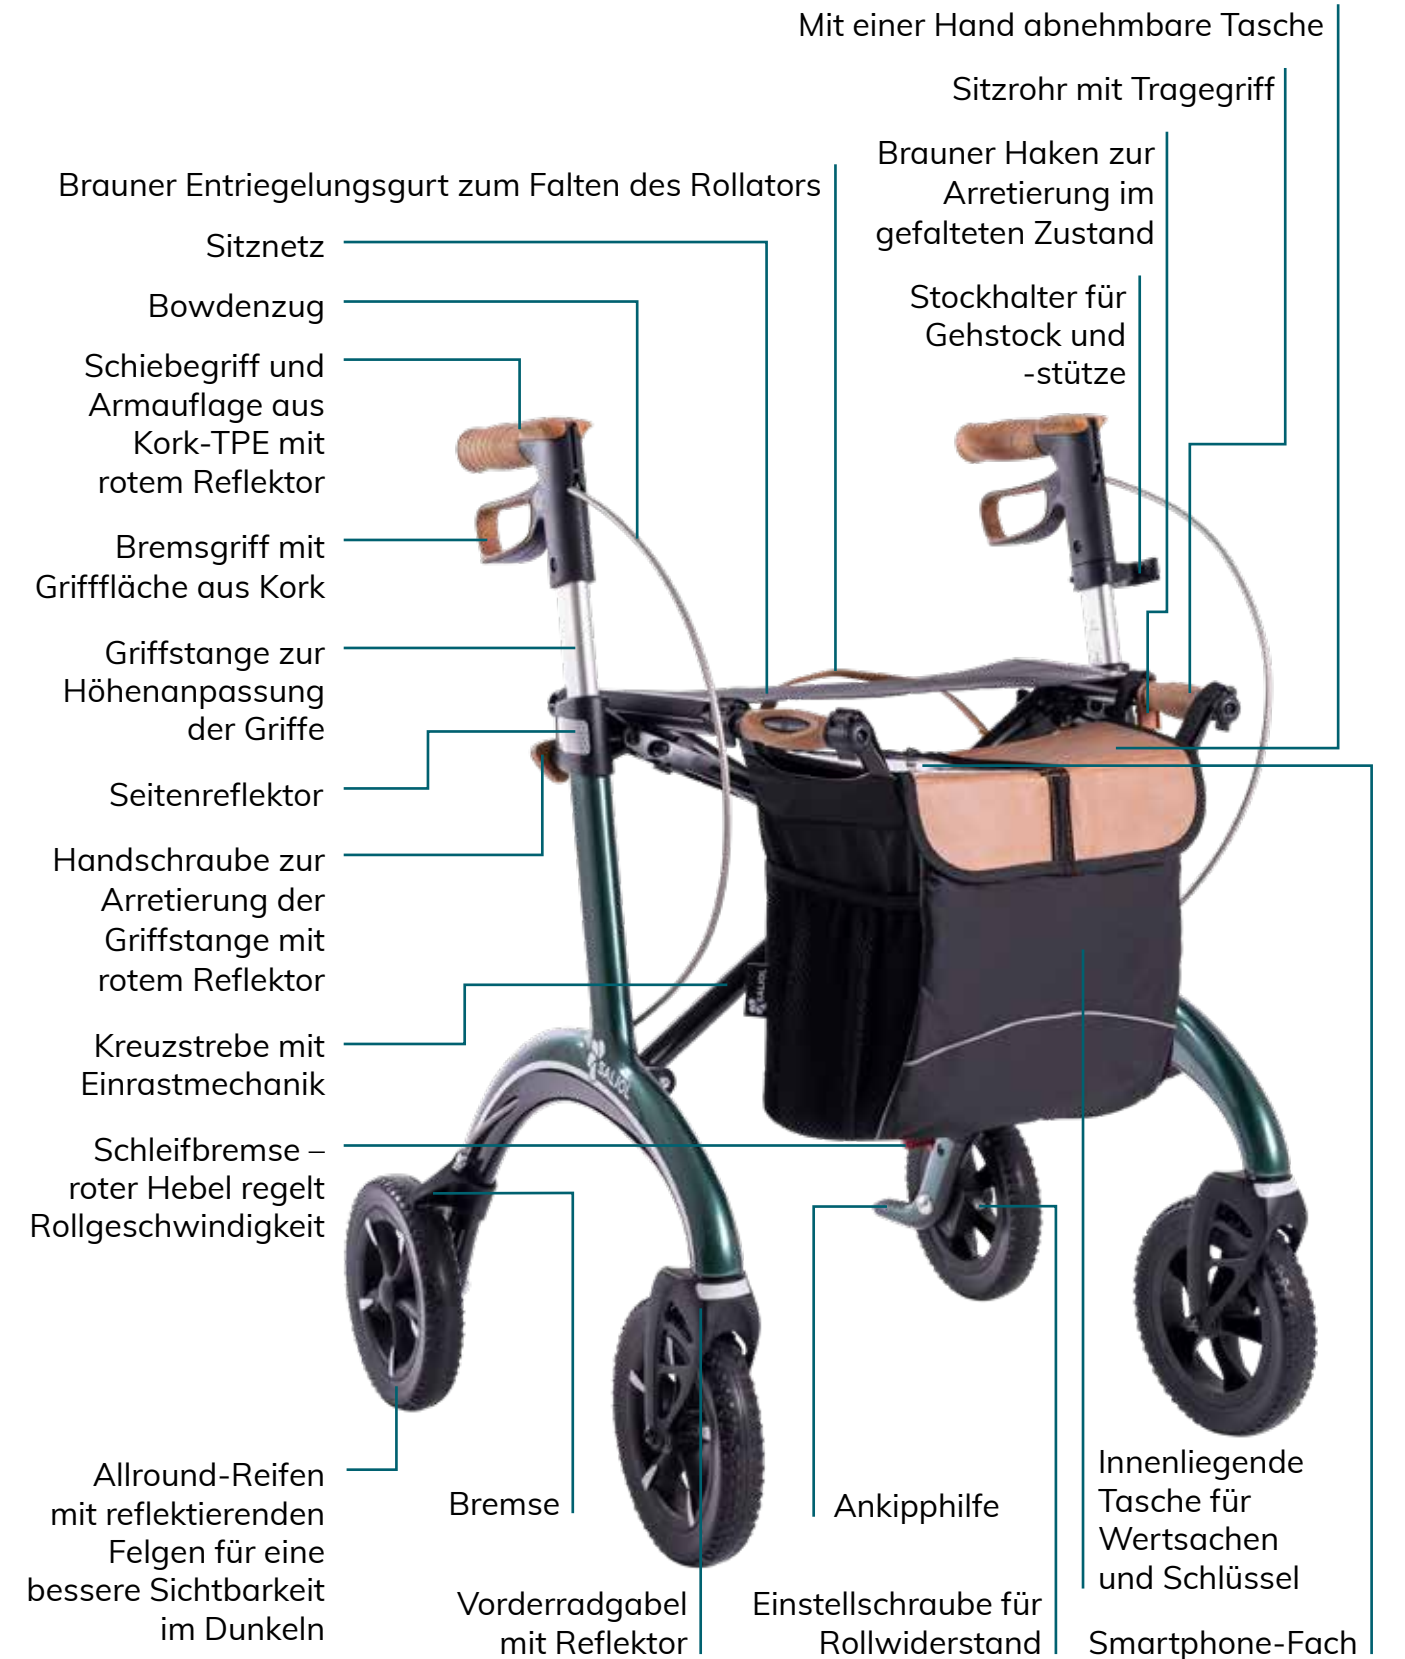 Mit einer Hand abnehmbare Tasche
Sitzrohr mit Tragegriff
Brauner Haken zur
Arretierung im
gefalteten Zustand
Brauner Entriegelungsgurt zum Falten des Rollators
Sitznetz
Bowdenzug
Stockhalter für
Gehstock und
-stütze
Schiebegriff und
Armauflage aus
Kork-TPE mit
rotem Reflektor
Bremsgriff mit
Grifffläche aus Kork
Griffstange zur
Höhenanpassung
der Griffe
Seitenreflektor
Handschraube zur
Arretierung der
Griffstange mit
rotem Reflektor
SALJOL
Kreuzstrebe mit
Einrastmechanik
SALJOL
Schleifbremse –
roter Hebel regelt
Rollgeschwindigkeit
Allround-Reifen
mit reflektierenden
Felgen für eine
bessere Sichtbarkeit
im Dunkeln
Bremse
Vorderradgabel
mit Reflektor
Ankipphilfe
Einstellschraube für
Rollwiderstand
Innenliegende
Tasche für
Wertsachen
und Schlüssel
Smartphone-Fach